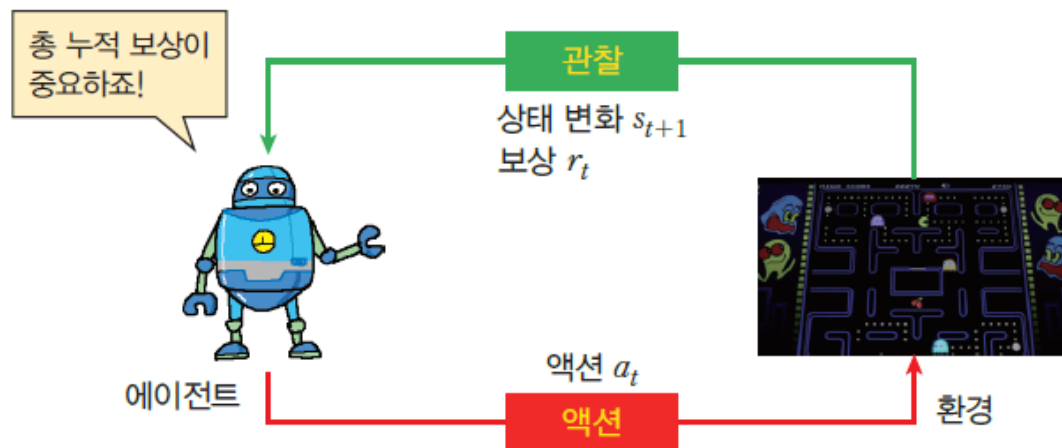 총 누적 보상이
중요하죠!
관찰
상태 변화 s_{t+1}
보상 r_t
에이전트
액션 a_t
액션
환경